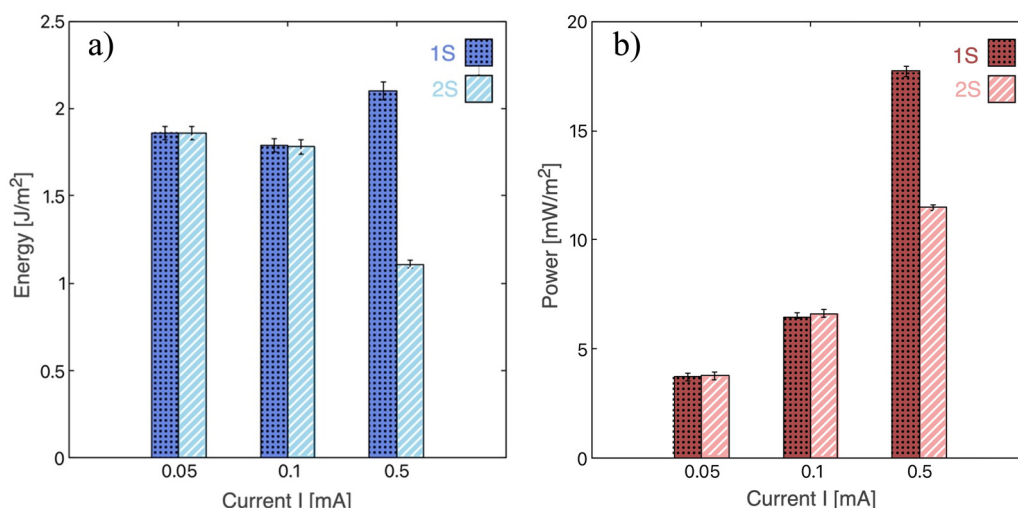 a)
1S
2S
2.5
2
1.5
1
0.5
0
Energy [J/m²]
0.05 0.1 0.5
Current I [mA]
b)
1S
2S
20
15
10
5
0
Power [mW/m²]
0.05 0.1 0.5
Current I [mA]